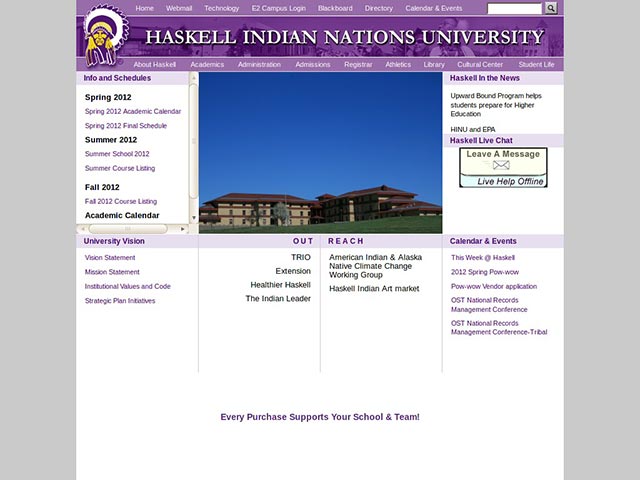 Home Webmail Technology E2 Campus Login Blackboard Directory Calendar & Events
HASKELL INDIAN NATIONS UNIVERSITY
About Haskell Academics Administration Admissions Registrar Athletics Library Cultural Center Student Life
Info and Schedules
Spring 2012
Spring 2012 Academic Calendar
Spring 2012 Final Schedule
Summer 2012
Summer School 2012
Summer Course Listing
Fall 2012
Fall 2012 Course Listing
Academic Calendar
Haskell In the News
Upward Bound Program helps
students prepare for Higher
Education
HINU and EPA
Haskell Live Chat
Leave A Message
Live Help Offline
University Vision
Vision Statement
Mission Statement
Institutional Values and Code
Strategic Plan Initiatives
OUT REACH
TRIO
Extension
Healthier Haskell
The Indian Leader
American Indian & Alaska
Native Climate Change
Working Group
Haskell Indian Art market
Calendar & Events
This Week @ Haskell
2012 Spring Pow-wow
Pow-wow Vendor application
OST National Records
Management Conference
OST National Records
Management Conference-Tribal
Every Purchase Supports Your School & Team!